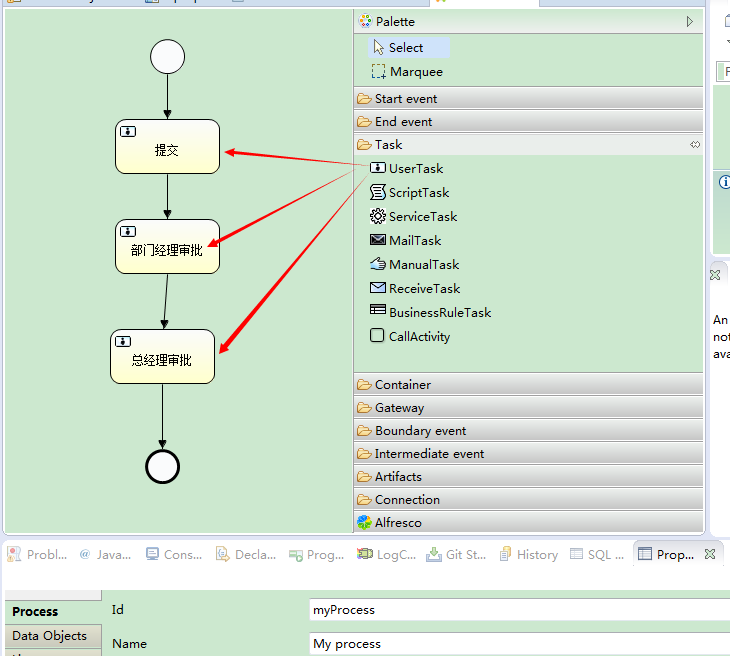 Palette
Select
Marquee
Start event
End event
Task
UserTask
ScriptTask
ServiceTask
MailTask
ManualTask
ReceiveTask
BusinessRuleTask
CallActivity
Container
Gateway
Boundary event
Intermediate event
Artifacts
Connection
Alfresco
提交
部门经理审批
总经理审批
An
not
ava
Probl... Java... Cons... Decla... Prog... LogC... Git St... History SQL ... Prop...
Process
Data Objects
Id myProcess
Name My process